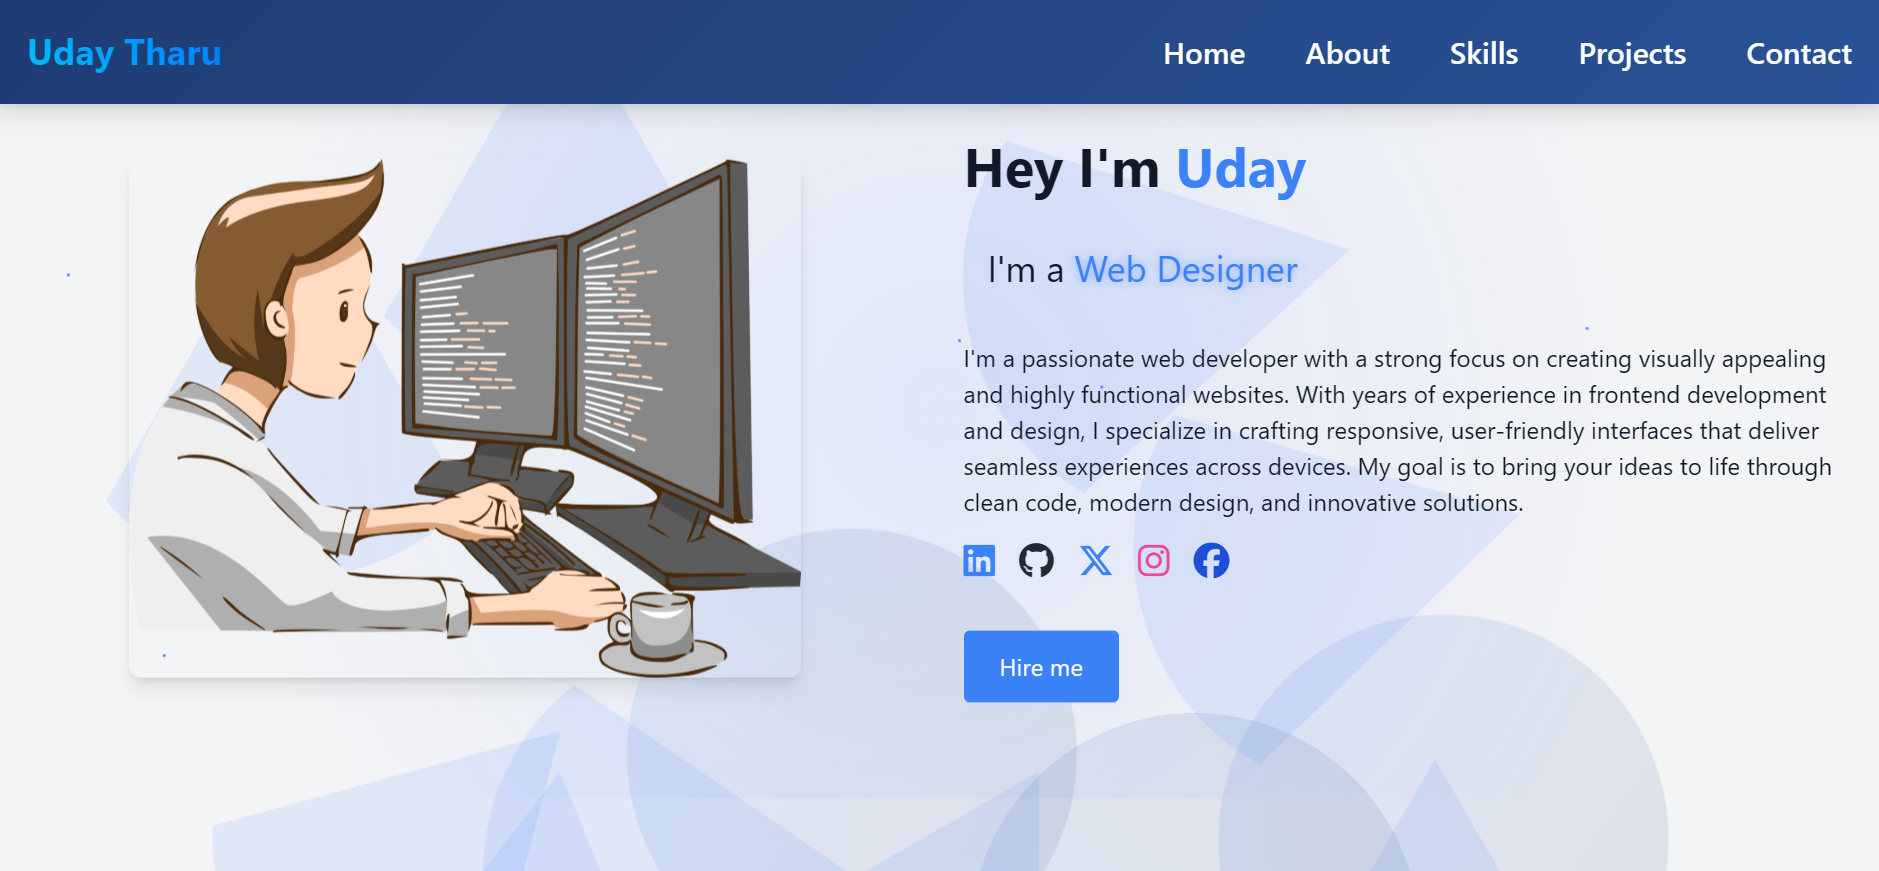 Uday Tharu
Home About Skills Projects Contact
Hey I'm Uday
I'm a Web Designer
I'm a passionate web developer with a strong focus on creating visually appealing
and highly functional websites. With years of experience in frontend development
and design, I specialize in crafting responsive, user-friendly interfaces that deliver
seamless experiences across devices. My goal is to bring your ideas to life through
clean code, modern design, and innovative solutions.
Hire me